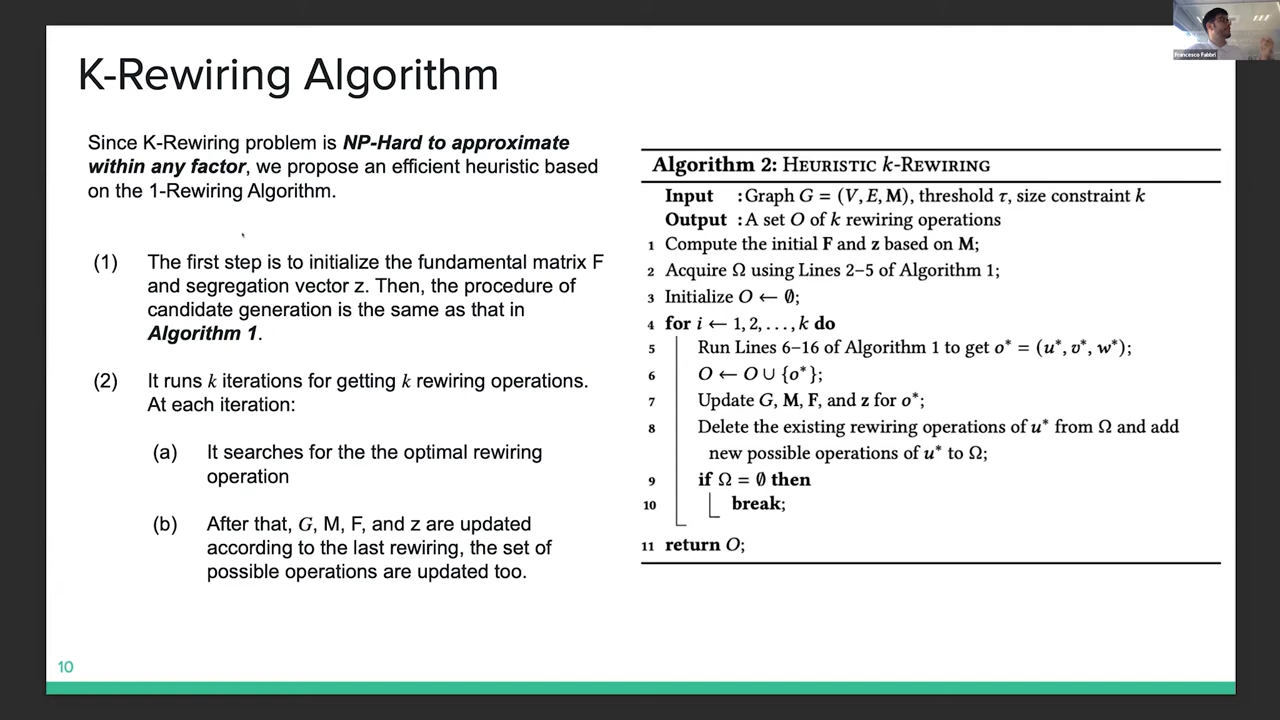 K-Rewiring Algorithm
Francesco Fabbri
Since K-Rewiring problem is NP-Hard to approximate
within any factor, we propose an efficient heuristic based
on the 1-Rewiring Algorithm.
(1) The first step is to initialize the fundamental matrix F
and segregation vector z. Then, the procedure of
candidate generation is the same as that in
Algorithm 1.
(2) It runs k iterations for getting k rewiring operations.
At each iteration:
(a) It searches for the the optimal rewiring
operation
(b) After that, G, M, F, and z are updated
according to the last rewiring, the set of
possible operations are updated too.
Algorithm 2: HEURISTIC k-REWIRING
Input : Graph G = (V, E, M), threshold τ, size constraint k
Output : A set O of k rewiring operations
1 Compute the initial F and z based on M;
2 Acquire Ω using Lines 2–5 of Algorithm 1;
3 Initialize O ← ∅;
4 for i ← 1, 2, . . . , k do
5 Run Lines 6–16 of Algorithm 1 to get o* = (u*, v*, w*);
6 O ← O ∪ {o*};
7 Update G, M, F, and z for o*;
8 Delete the existing rewiring operations of u* from Ω and add
new possible operations of u* to Ω;
9 if Ω = ∅ then
10 break;
11 return O;
10